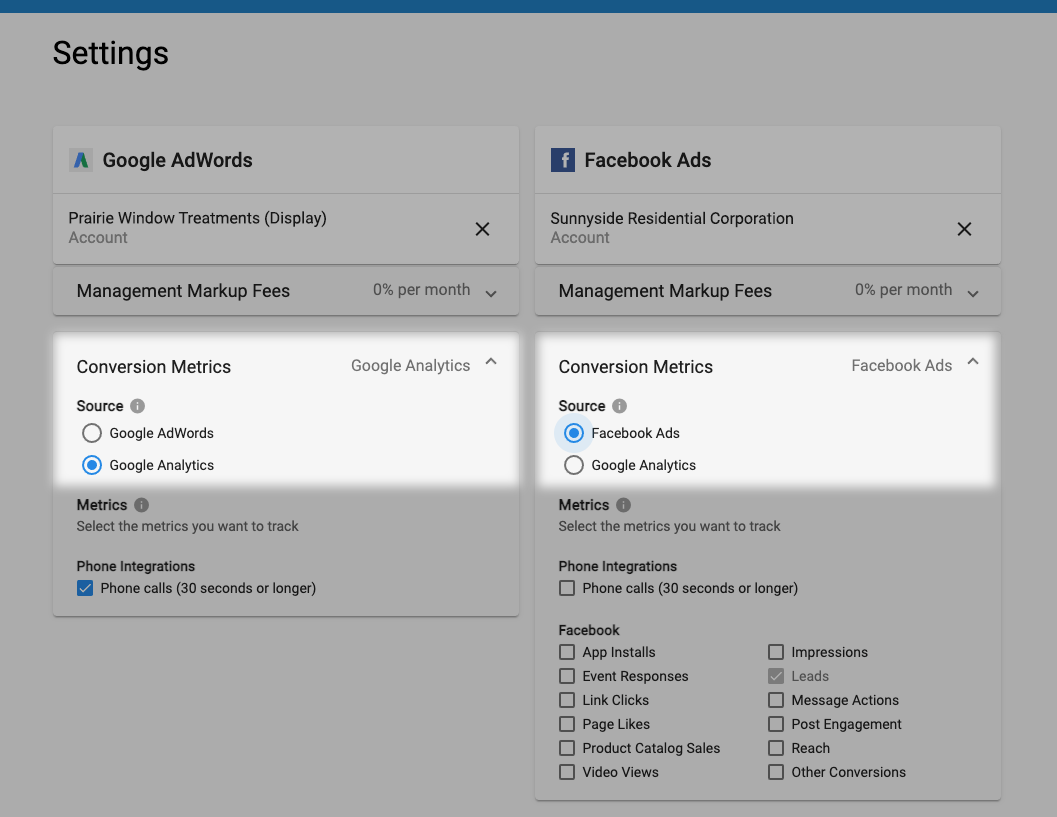 Settings
Google AdWords
Prairie Window Treatments (Display)
Account
Management Markup Fees 0% per month
Conversion Metrics Google Analytics
Source
Google AdWords
Google Analytics
Metrics
Select the metrics you want to track
Phone Integrations
Phone calls (30 seconds or longer)
Facebook Ads
Sunnyside Residential Corporation
Account
Management Markup Fees 0% per month
Conversion Metrics Facebook Ads
Source
Facebook Ads
Google Analytics
Metrics
Select the metrics you want to track
Phone Integrations
Phone calls (30 seconds or longer)
Facebook
App Installs Impressions
Event Responses Leads
Link Clicks Message Actions
Page Likes Post Engagement
Product Catalog Sales Reach
Video Views Other Conversions